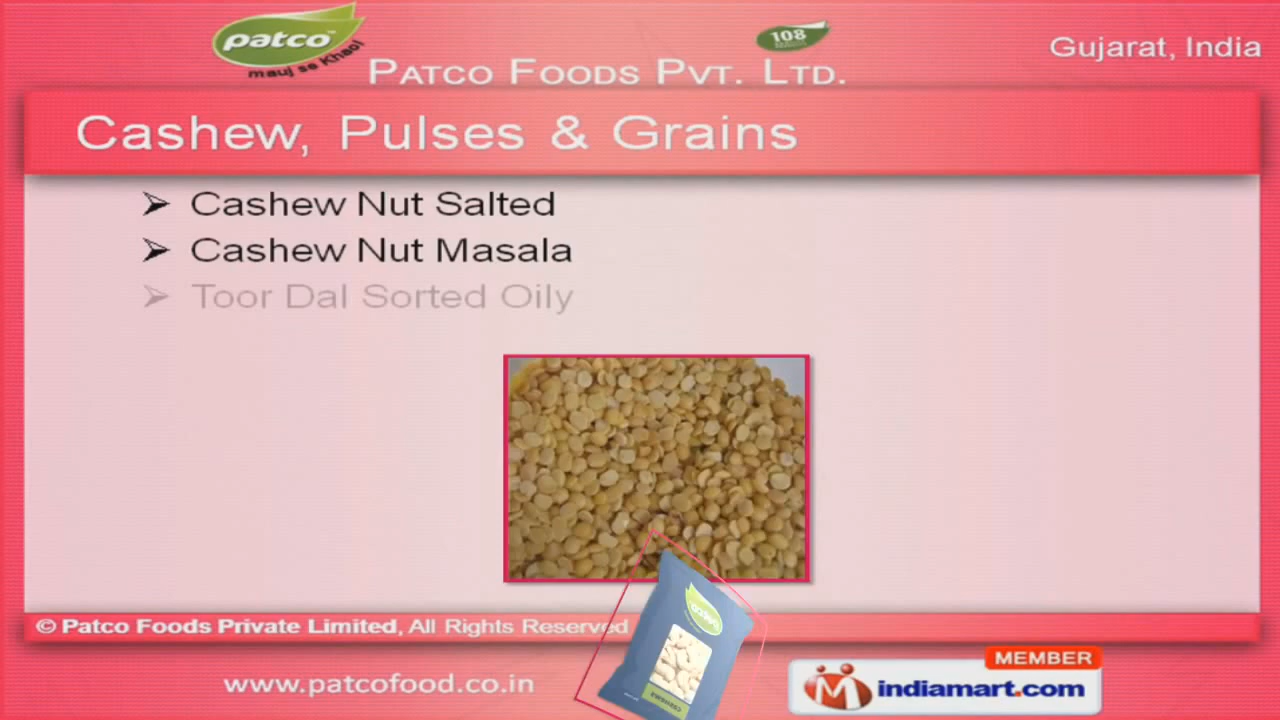 patco
mauj se khao!
108
PATCO FOODS PVT. LTD.
Gujarat, India
Cashew, Pulses & Grains
➢ Cashew Nut Salted
➢ Cashew Nut Masala
➢ Toor Dal Sorted Oily
© Patco Foods Private Limited, All Rights Reserved
www.patcofood.co.in
MEMBER
indiamart.com